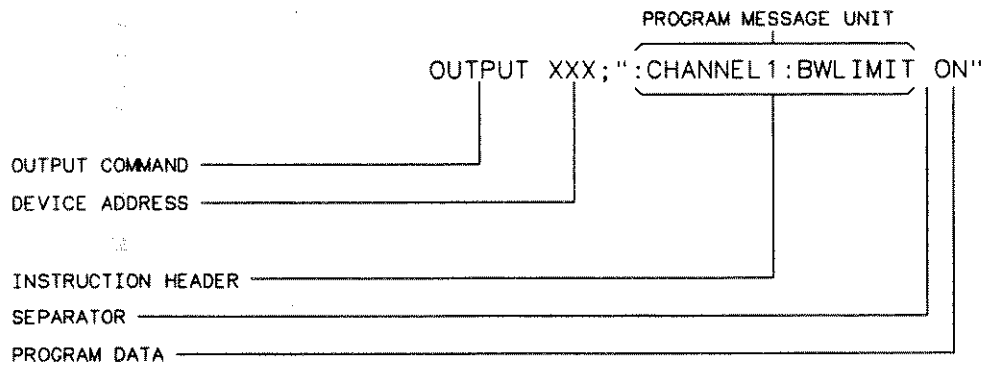 PROGRAM MESSAGE UNIT
OUTPUT XXX;":CHANNEL1:BWLIMIT ON"
OUTPUT COMMAND
DEVICE ADDRESS
INSTRUCTION HEADER
SEPARATOR
PROGRAM DATA